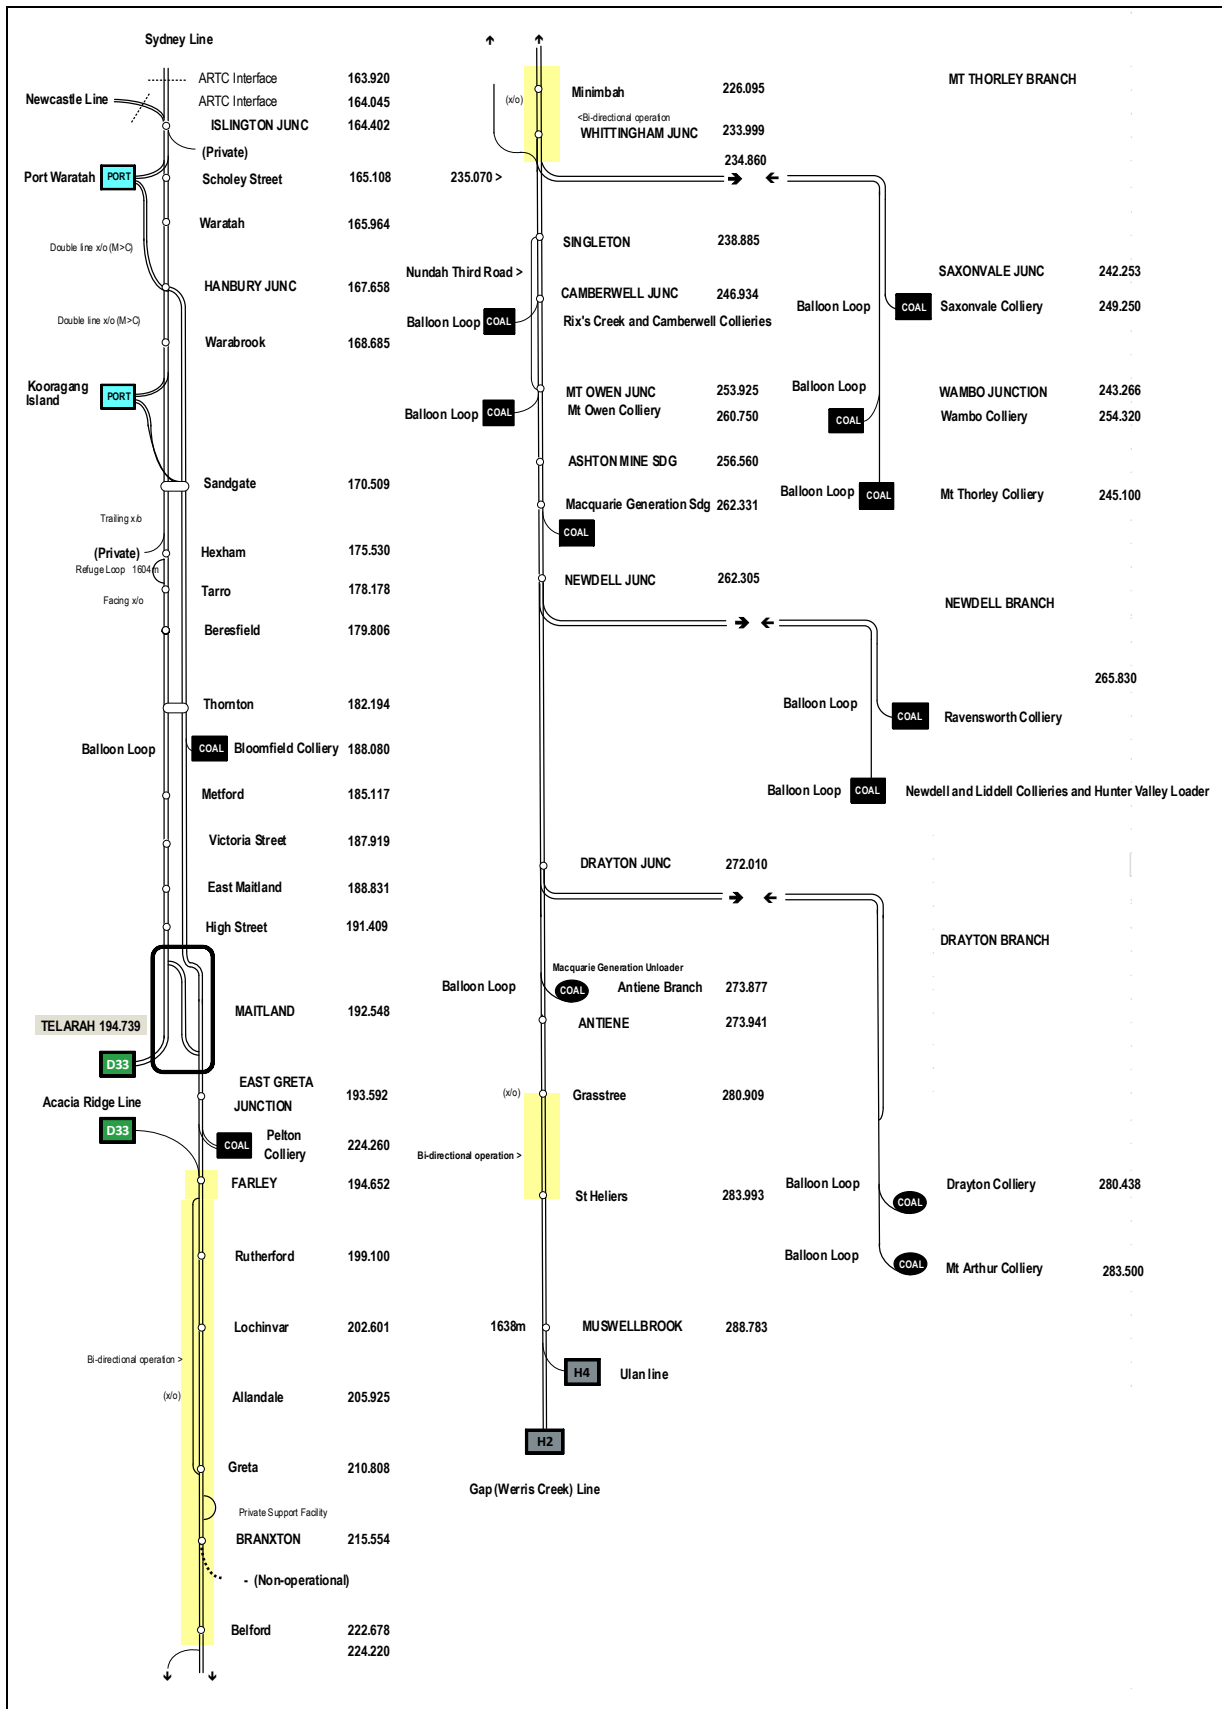 Sydney Line
ARTC Interface 163.920
Newcastle Line
ARTC Interface 164.045
ISLINGTON JUNC 164.402
(Private)
Port Waratah PORT
Scholey Street 165.108
Waratah 165.964
Double line x/o (M>C)
HANBURY JUNC 167.658
Double line x/o (M>C)
Warabrook 168.685
Kooragang
Island
PORT
Sandgate 170.509
Trailing x/o
(Private)
Hexham 175.530
Refuge Loop 1604m
Tarro 178.178
Facing x/o
Beresfield 179.806
Thornton 182.194
Balloon Loop COAL Bloomfield Colliery 188.080
Metford 185.117
Victoria Street 187.919
East Maitland 188.831
High Street 191.409
MAITLAND 192.548
TELARAH 194.739
D33
EAST GRETA
JUNCTION 193.592
Acacia Ridge Line
D33
COAL Pelton
Colliery 224.260
FARLEY 194.652
Rutherford 199.100
Lochinvar 202.601
Bi-directional operation >
(x/o)
Allandale 205.925
Greta 210.808
Private Support Facility
BRANXTON 215.554
- (Non-operational)
Belford 222.678
224.220
Minimbah 226.095
(x/o)
<Bi-directional operation
WHITTINGHAM JUNC 233.999
234.860
235.070 >
SINGLETON 238.885
Nundah Third Road >
CAMBERWELL JUNC 246.934
Balloon Loop COAL Rix's Creek and Camberwell Collieries
MT OWEN JUNC 253.925
Balloon Loop COAL Mt Owen Colliery 260.750
ASHTON MINE SDG 256.560
Macquarie Generation Sdg 262.331
COAL
NEWDELL JUNC 262.305
DRAYTON JUNC 272.010
Macquarie Generation Unloader
Balloon Loop COAL Antiene Branch 273.877
ANTIENE 273.941
(x/o)
Grasstree 280.909
Bi-directional operation >
St Heliers 283.993
1638m MUSWELLBROOK 288.783
H4 Ulan line
H2
Gap (Werris Creek) Line
MT THORLEY BRANCH
SAXONVALE JUNC 242.253
Balloon Loop COAL Saxonvale Colliery 249.250
Balloon Loop
WAMBO JUNCTION 243.266
COAL Wambo Colliery 254.320
Balloon Loop COAL Mt Thorley Colliery 245.100
NEWDELL BRANCH
265.830
Balloon Loop COAL Ravensworth Colliery
Balloon Loop COAL Newdell and Liddell Collieries and Hunter Valley Loader
DRAYTON BRANCH
Balloon Loop COAL Drayton Colliery 280.438
Balloon Loop COAL Mt Arthur Colliery 283.500